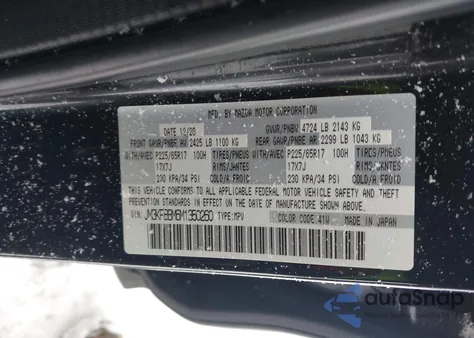 MFD. BY MAZDA MOTOR CORPORATION
DATE 12/20 GVWR/PNBV 4724 LB 2143 KG
FRONT GAWR/PNBE AV 2425 LB 1100 KG REAR GAWR/PNBE AR 2299 LB 1043 KG
WITH/AVEC P225/65R17 100H TIRES/PNEUS WITH/AVEC P225/65R17 100H TIRES/PNEUS
17X7J RIMS/JANTES 17X7J RIMS/JANTES
230 KPA/34 PSI COLD/A FROID 230 KPA/34 PSI COLD/A FROID
THIS VEHICLE CONFORMS TO ALL APPLICABLE FEDERAL MOTOR VEHICLE SAFETY AND THEFT
PREVENTION STANDARDS IN EFFECT ON THE DATE OF MANUFACTURE SHOWN ABOVE.
V.I.N: TYPE:MPV COLOR CODE:41W MADE IN JAPAN
autosnap